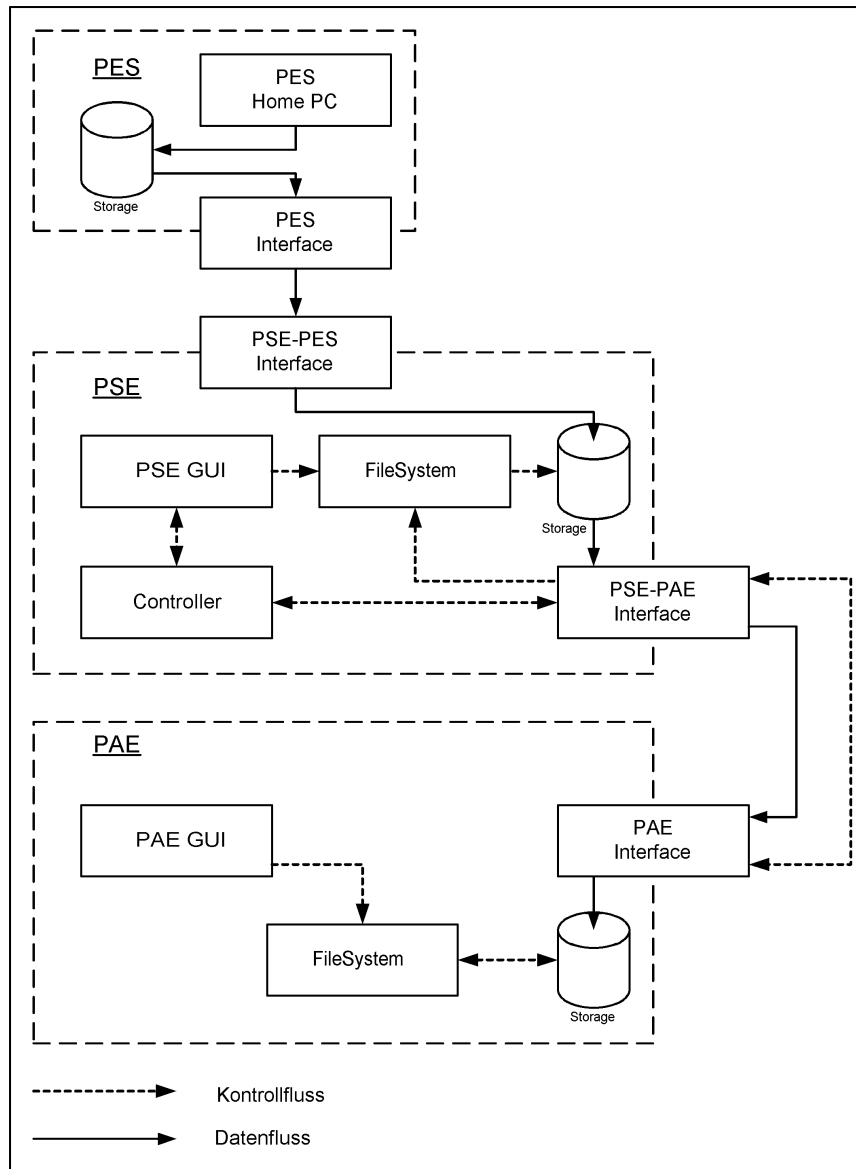 PES
PES
Home PC
Storage
PES
Interface
PSE-PES
Interface
PSE
PSE GUI
FileSystem
Storage
Controller
PSE-PAE
Interface
PAE
PAE GUI
PAE
Interface
FileSystem
Storage
Kontrollfluss
Datenfluss